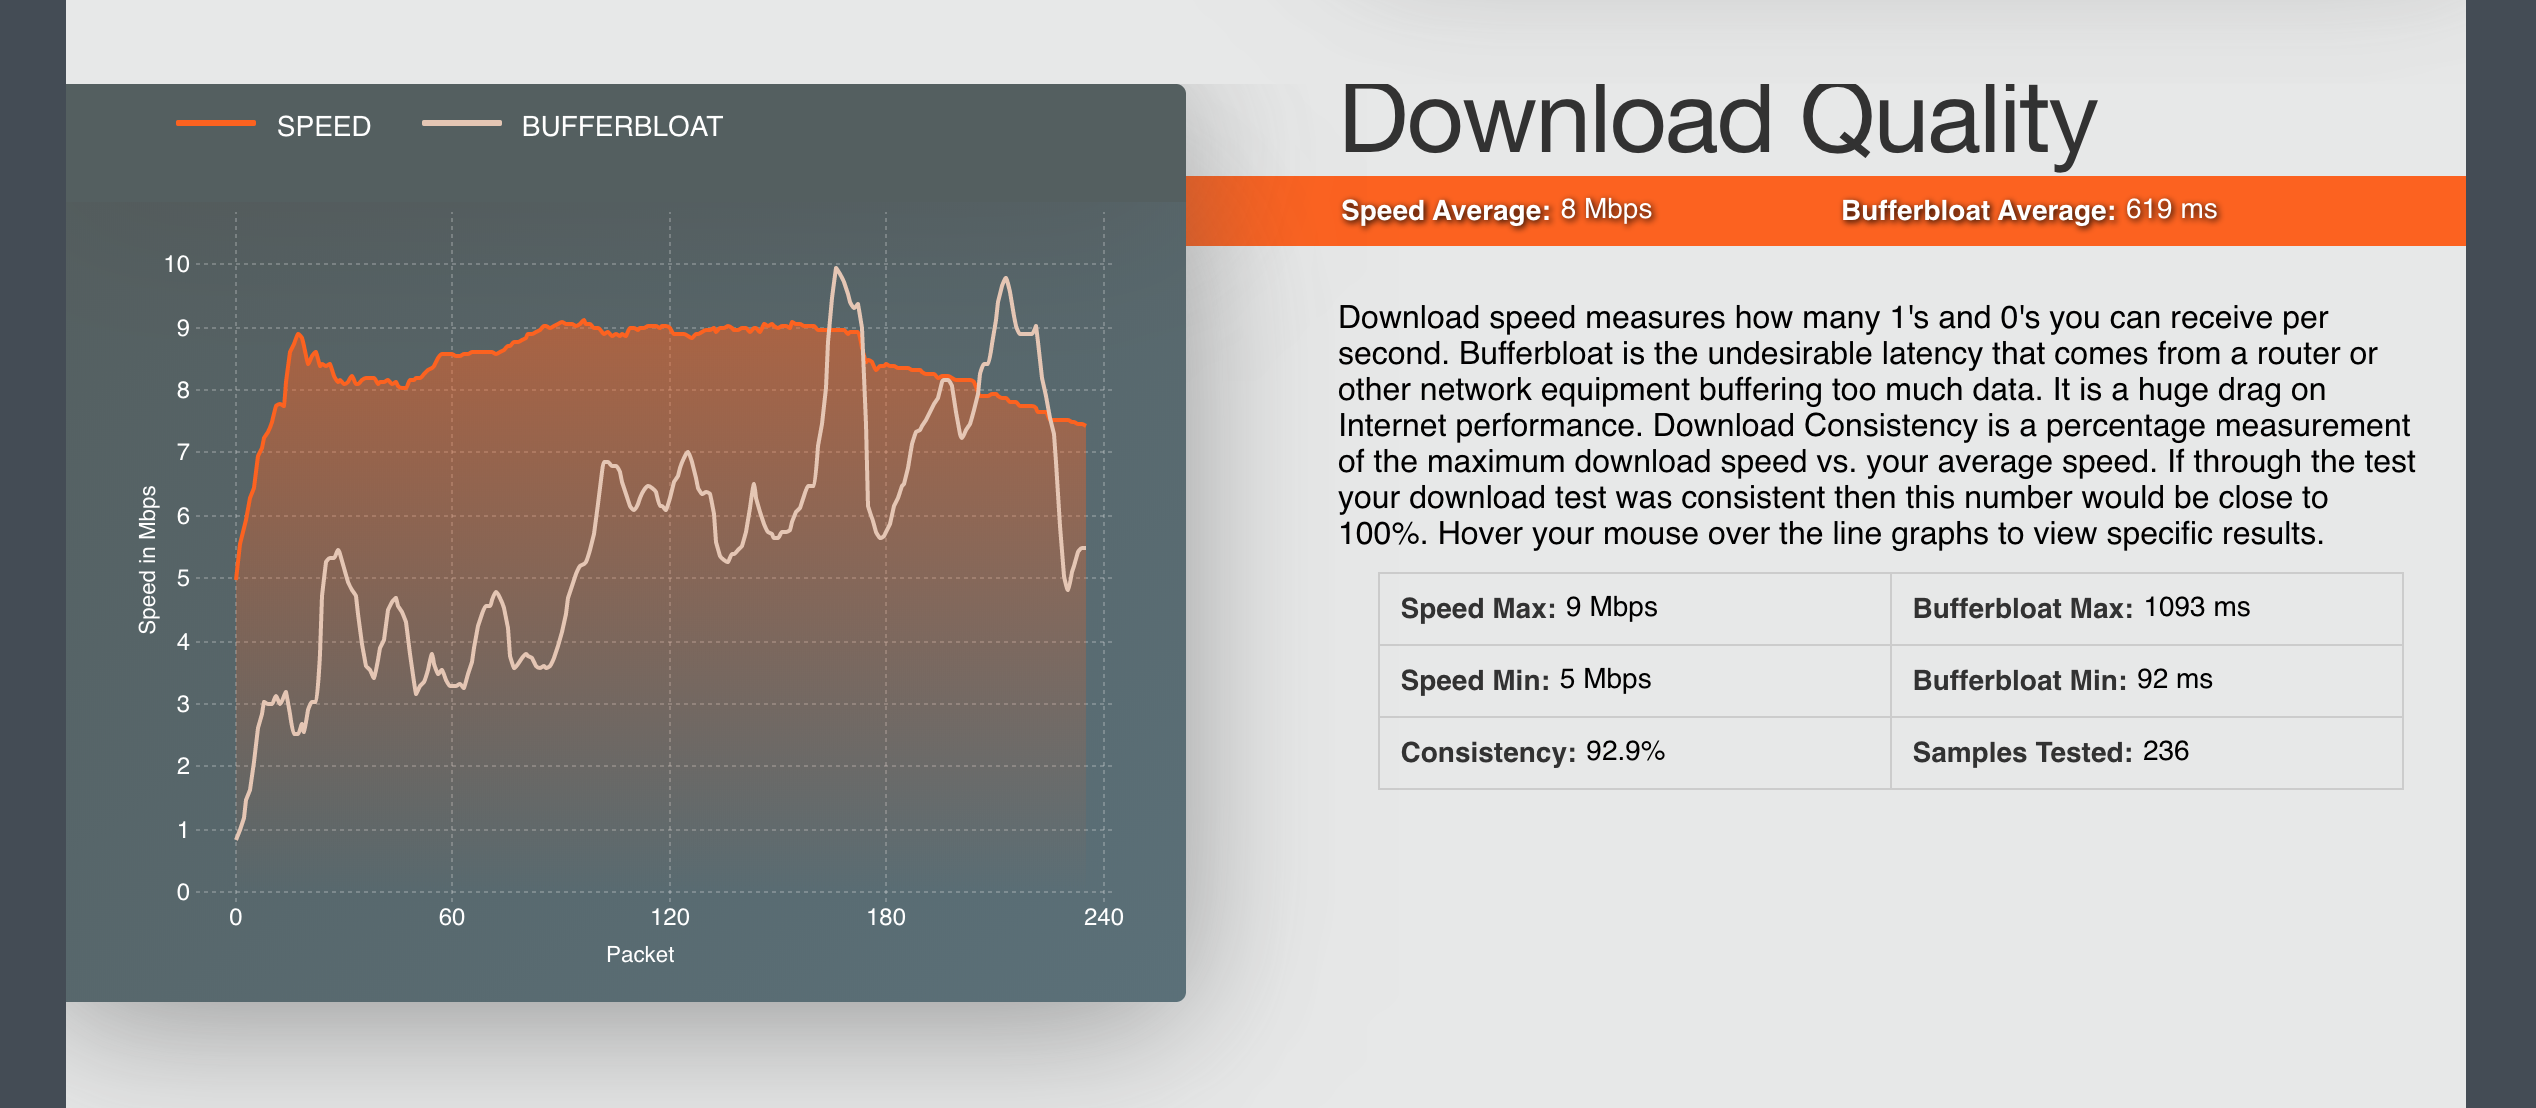 SPEED BUFFERBLOAT
10
9
8
7
6
5
4
3
2
1
0
Speed in Mbps
0 60 120 180 240
Packet
Download Quality
Speed Average: 8 Mbps Bufferbloat Average: 619 ms
Download speed measures how many 1's and 0's you can receive per
second. Bufferbloat is the undesirable latency that comes from a router or
other network equipment buffering too much data. It is a huge drag on
Internet performance. Download Consistency is a percentage measurement
of the maximum download speed vs. your average speed. If through the test
your download test was consistent then this number would be close to
100%. Hover your mouse over the line graphs to view specific results.
Speed Max: 9 Mbps Bufferbloat Max: 1093 ms
Speed Min: 5 Mbps Bufferbloat Min: 92 ms
Consistency: 92.9% Samples Tested: 236